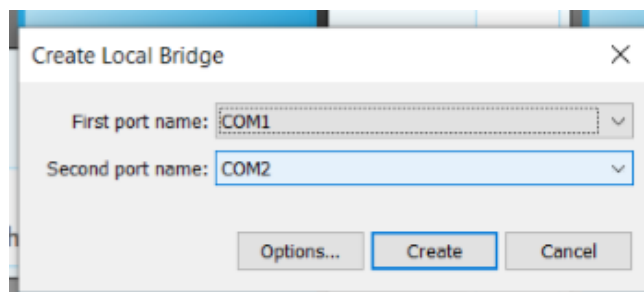 Create Local Bridge
First port name: COM1
Second port name: COM2
h
Options... Create Cancel